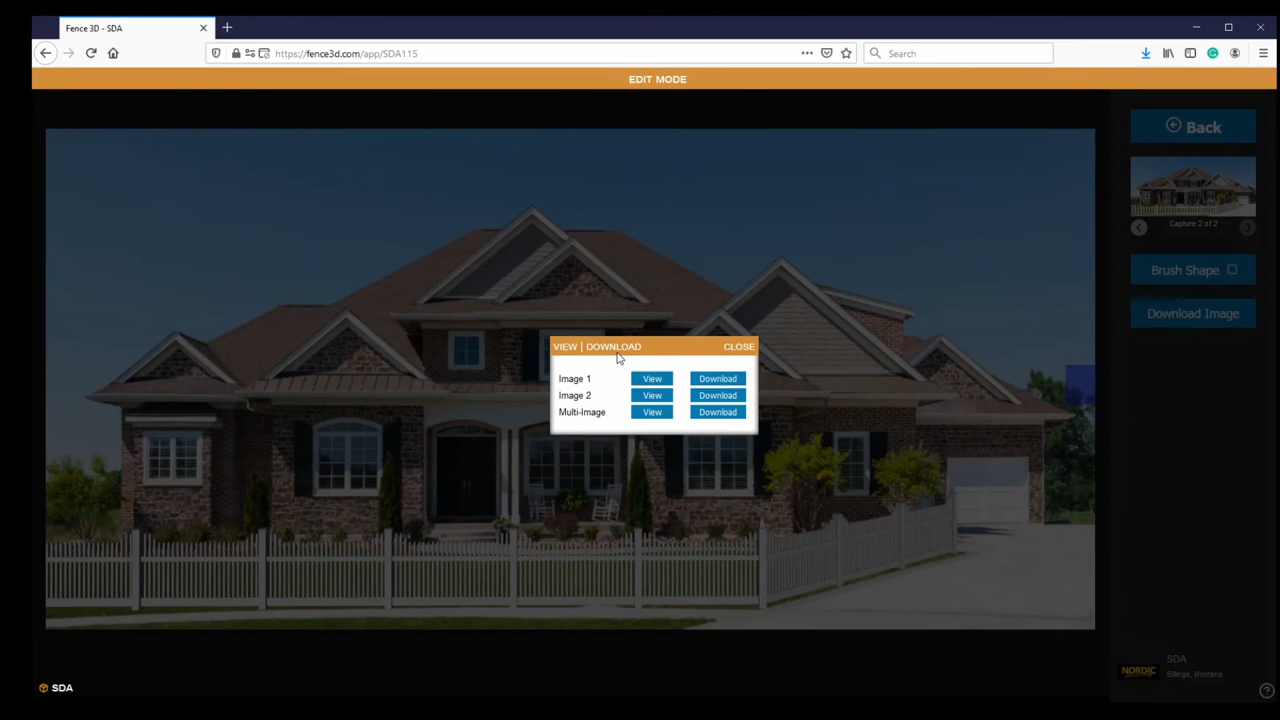 Fence 3D - SDA
https://fence3d.com/app/SDA115
Search
EDIT MODE
Back
Capture 2 of 2
Brush Shape
Download Image
VIEW | DOWNLOAD CLOSE
Image 1 View Download
Image 2 View Download
Multi-Image View Download
NORDIC
SDA
Billings, Montana
SDA